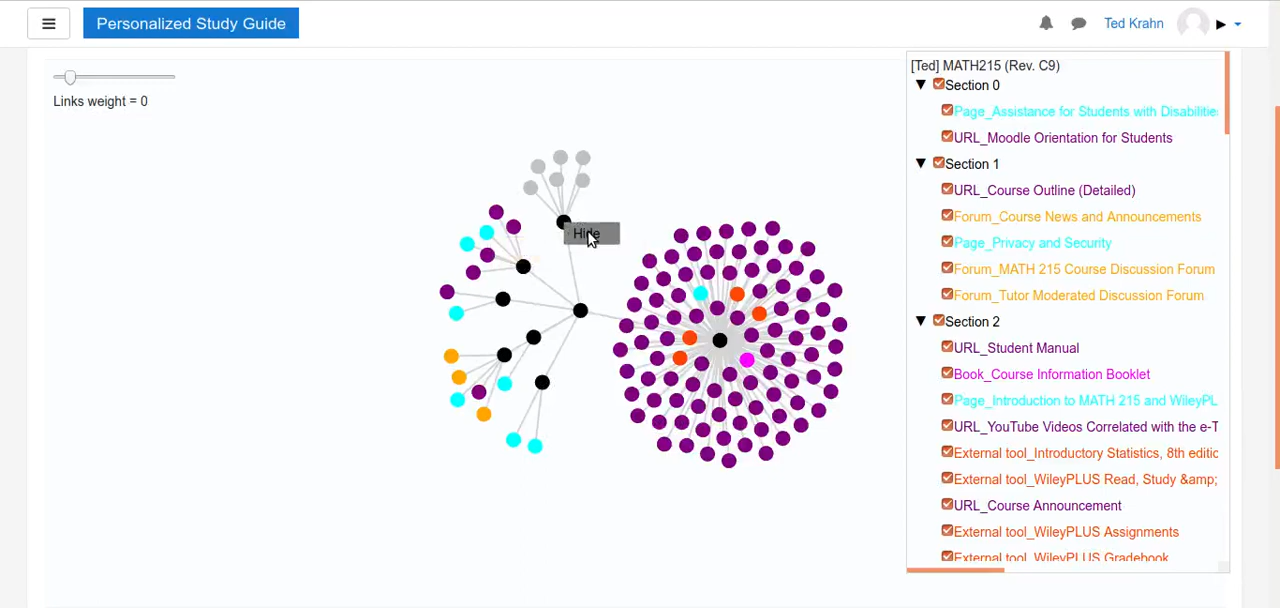 Personalized Study Guide
Ted Krahn
Links weight = 0
Hide
[Ted] MATH215 (Rev. C9)
Section 0
Page_Assistance for Students with Disabilitie
URL_Moodle Orientation for Students
Section 1
URL_Course Outline (Detailed)
Forum_Course News and Announcements
Page_Privacy and Security
Forum_MATH 215 Course Discussion Forum
Forum_Tutor Moderated Discussion Forum
Section 2
URL_Student Manual
Book_Course Information Booklet
Page_Introduction to MATH 215 and WileyPL
URL_YouTube Videos Correlated with the e-T
External tool_Introductory Statistics, 8th editic
External tool_WileyPLUS Read, Study &amp;
URL_Course Announcement
External tool_WileyPLUS Assignments
External tool_WileyPLUS Gradebook